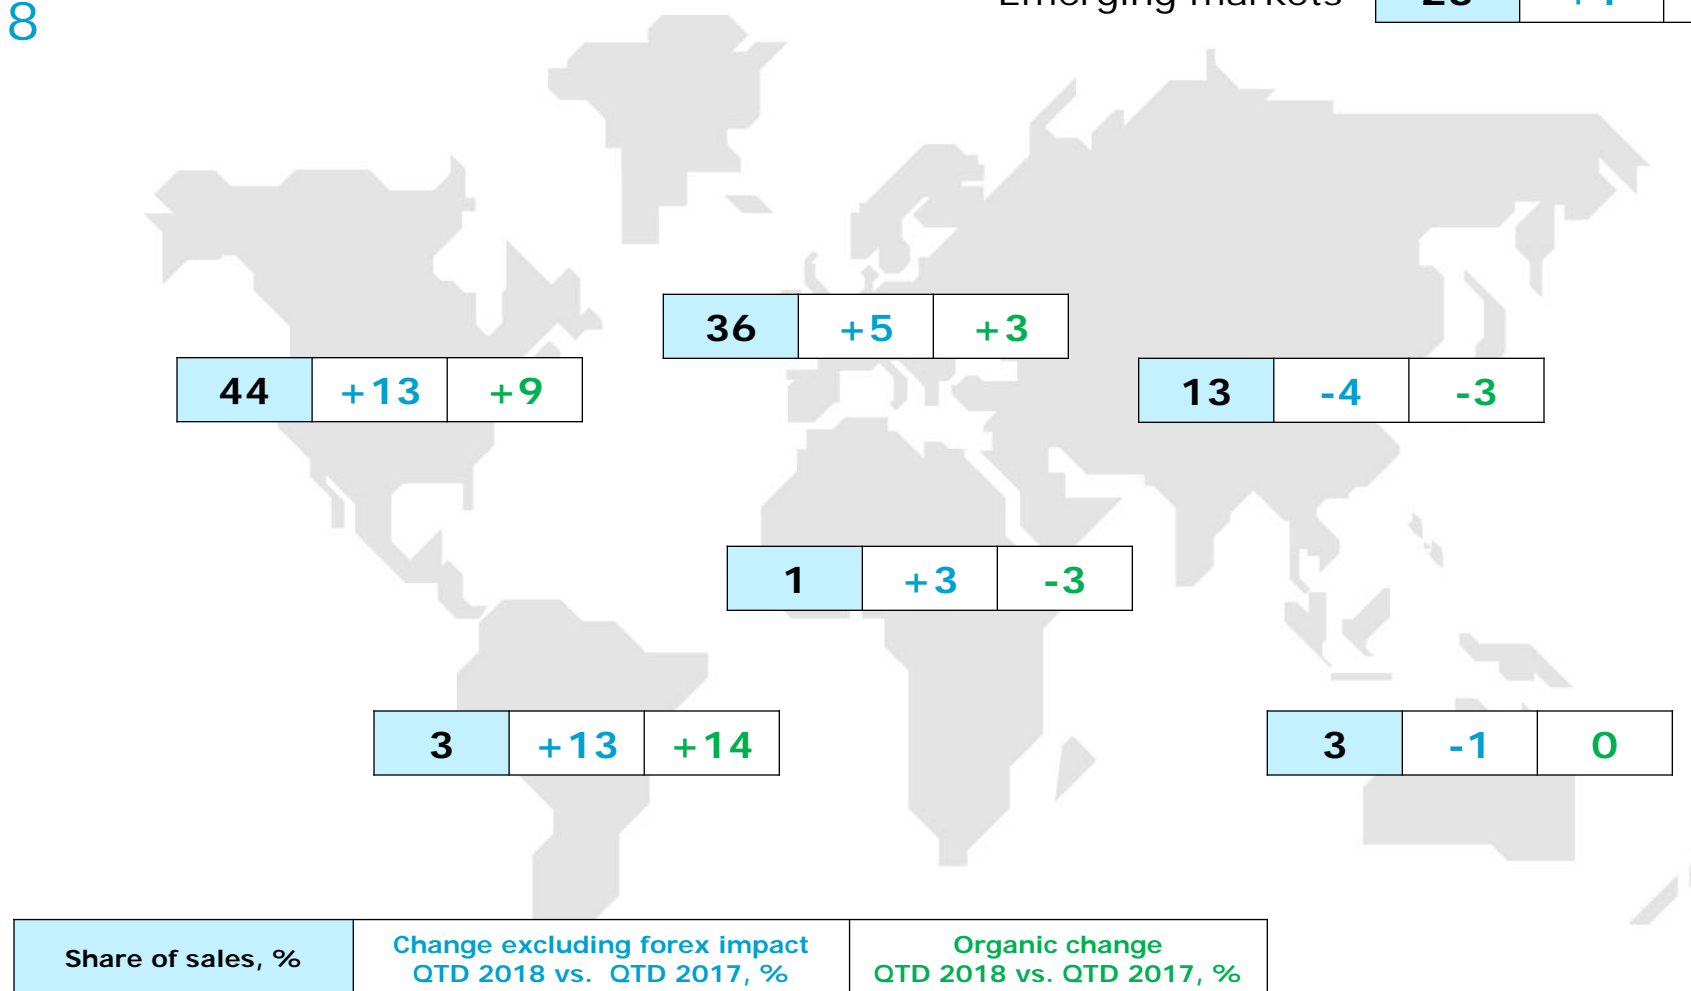 8
Emerging markets
36 +5 +3
44 +13 +9
13 -4 -3
1 +3 -3
3 +13 +14
3 -1 0
Share of sales, %
Change excluding forex impact
QTD 2018 vs. QTD 2017, %
Organic change
QTD 2018 vs. QTD 2017, %